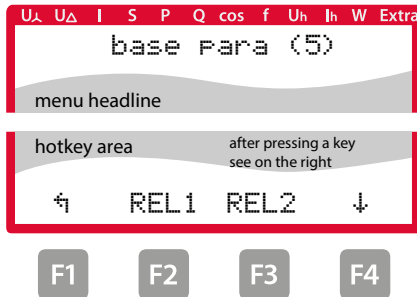 U⅄ U∆ I S P Q cos f Uh Ih W Extra
base para (5)
menu headline
hotkey area
after pressing a key
see on the right
↰ REL1 REL2 ↓
F1 F2 F3 F4